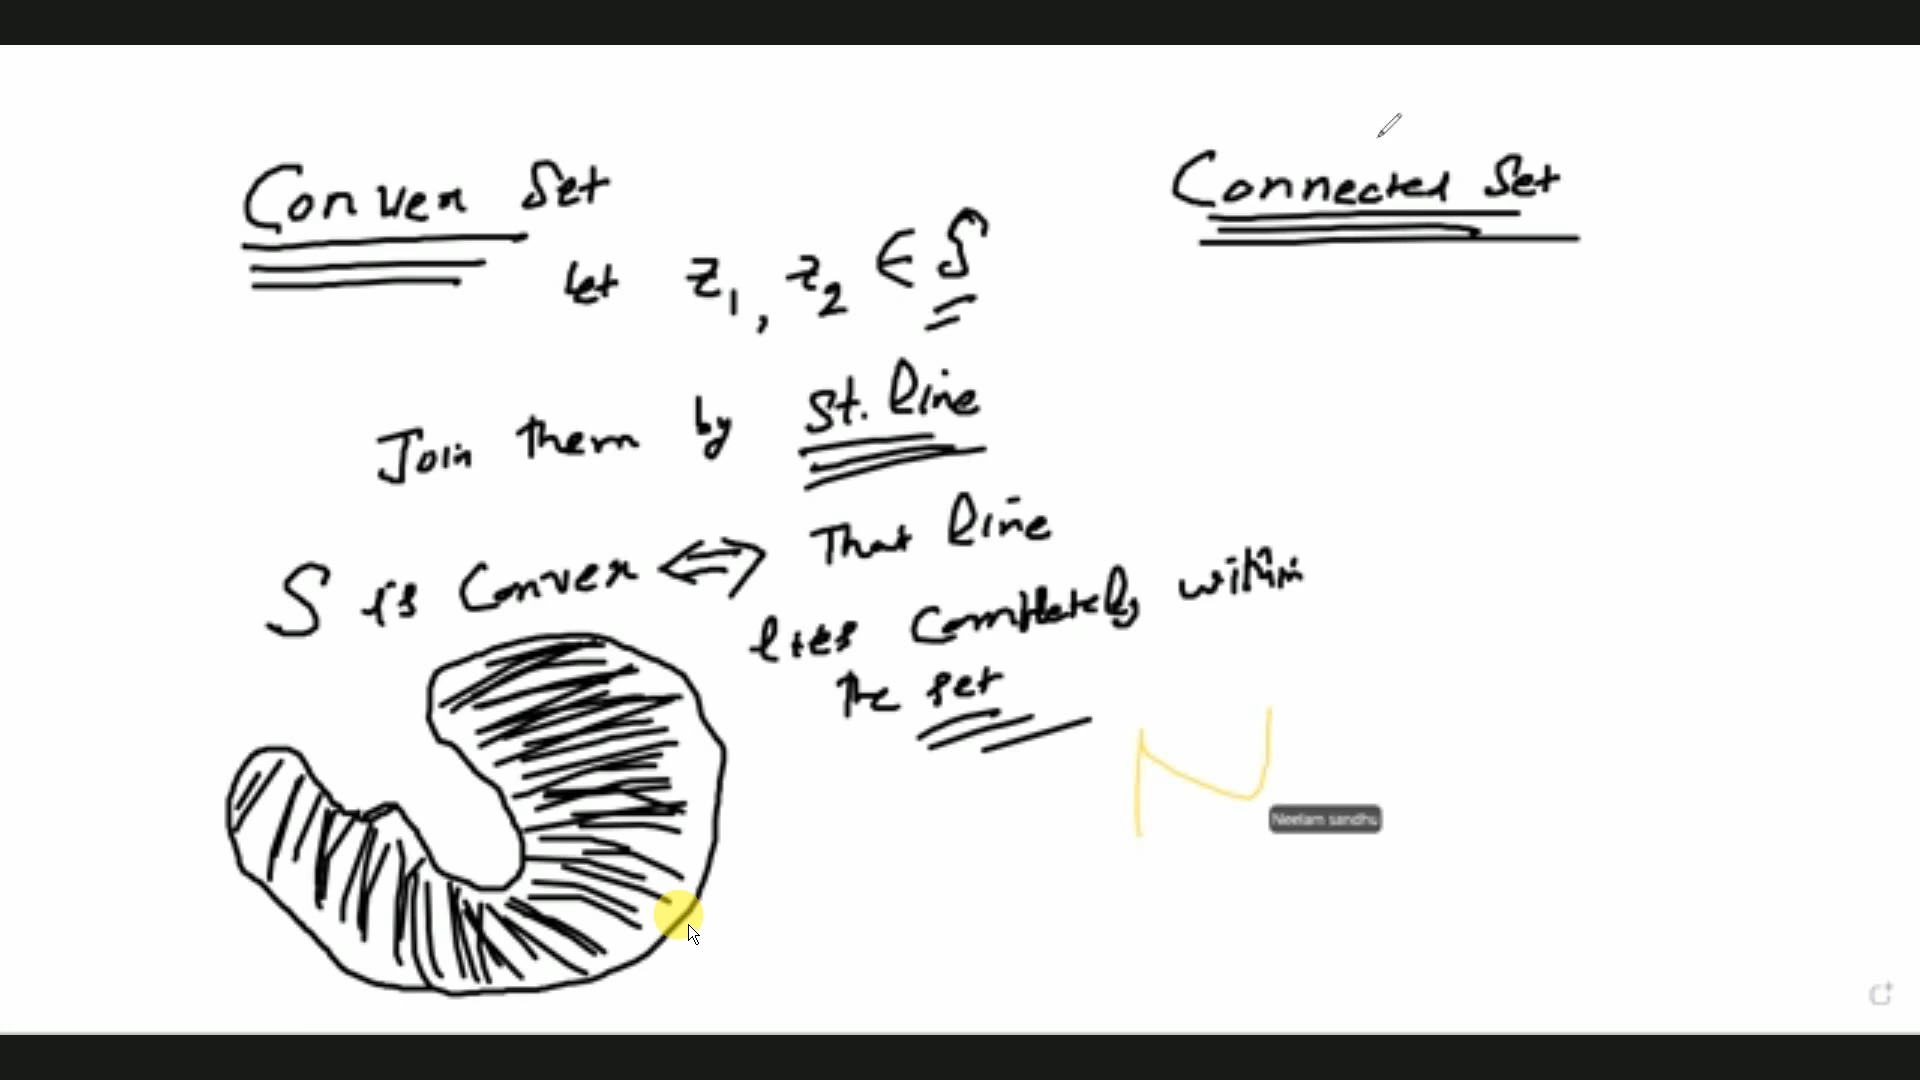 Convex Set
Connected Set
let z1, z2 ∈ S
Join them by St. line
S is Convex ⇔ That line
lies completely within
the set
N
Neelam sandhu